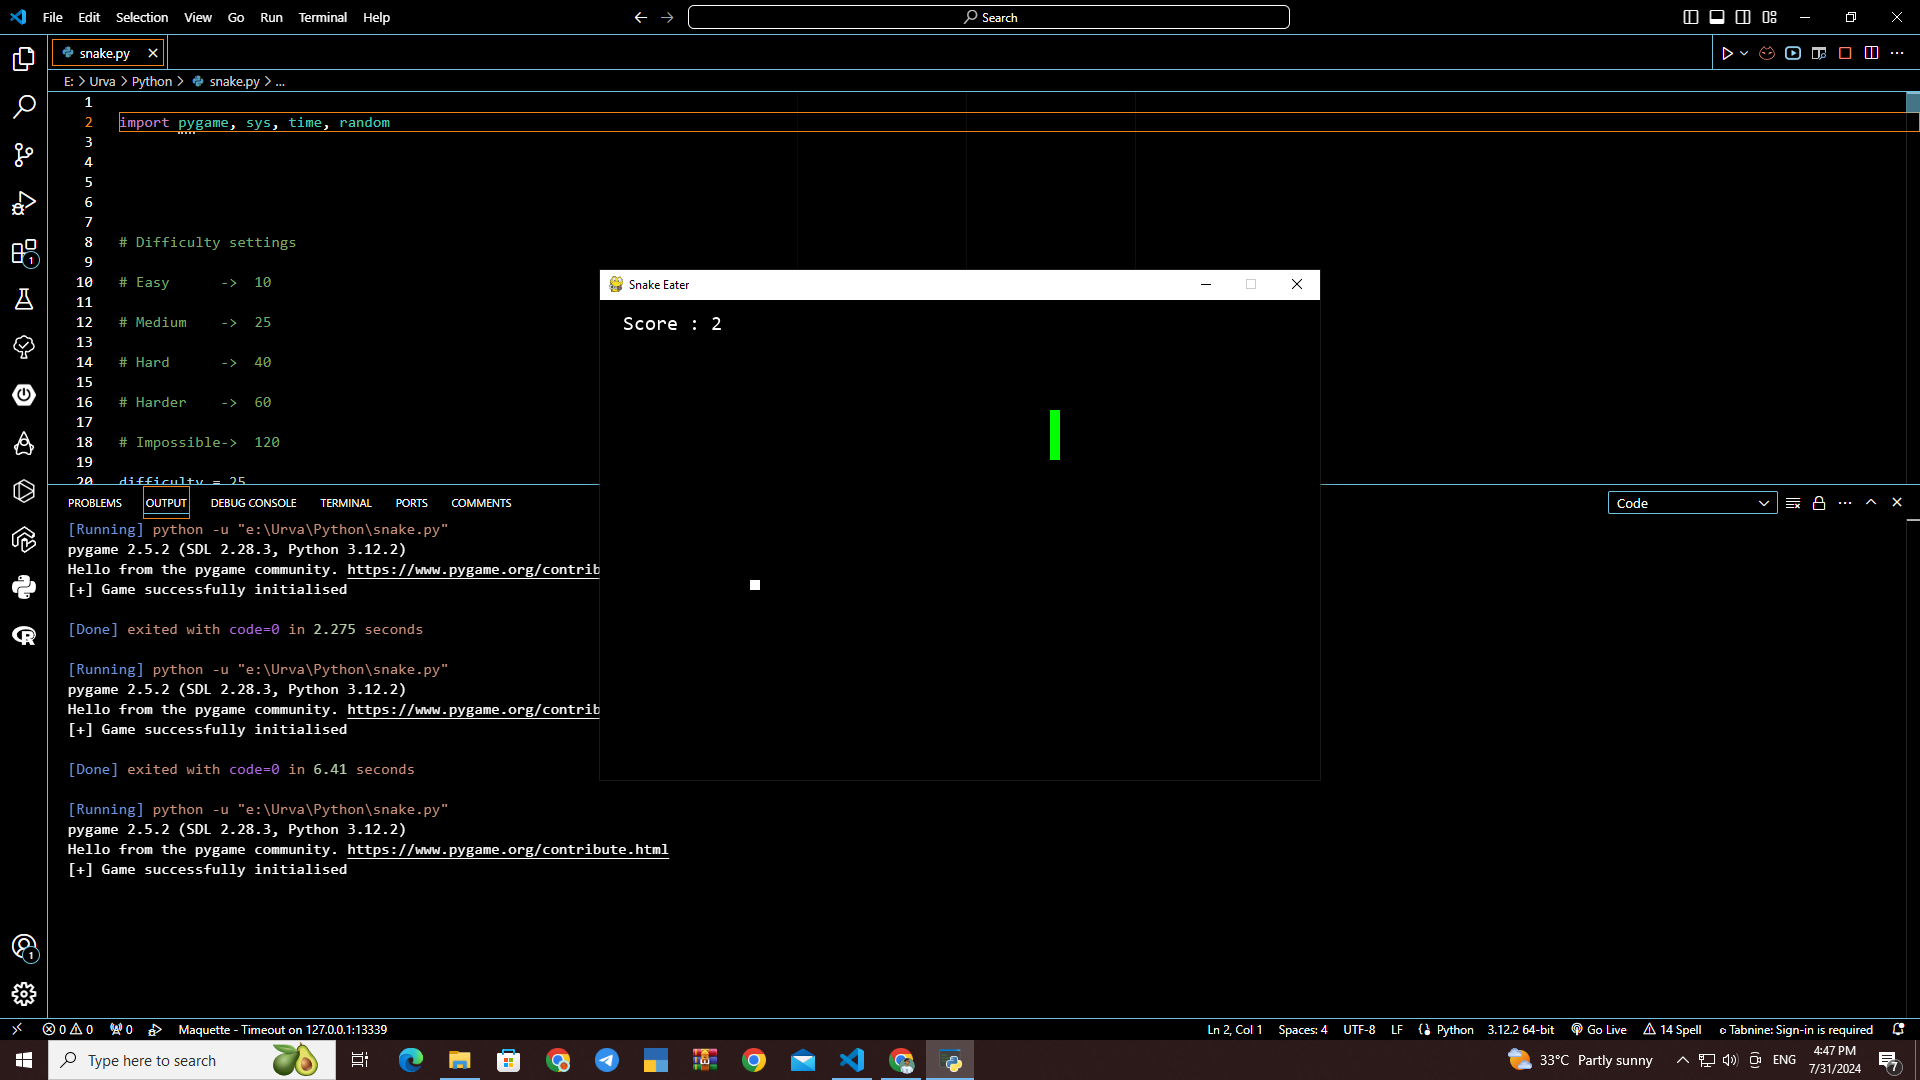 File Edit Selection View Go Run Terminal Help
Search
snake.py
E: > Urva > Python > snake.py > ...
1
2 import pygame, sys, time, random
3
4
5
6
7
8 # Difficulty settings
9
10 # Easy -> 10
11
12 # Medium -> 25
13
14 # Hard -> 40
15
16 # Harder -> 60
17
18 # Impossible-> 120
19
20 difficulty = 25
Snake Eater
Score : 2
PROBLEMS OUTPUT DEBUG CONSOLE TERMINAL PORTS COMMENTS
Code
[Running] python -u "e:\Urva\Python\snake.py"
pygame 2.5.2 (SDL 2.28.3, Python 3.12.2)
Hello from the pygame community. https://www.pygame.org/contrib
[+] Game successfully initialised
[Done] exited with code=0 in 2.275 seconds
[Running] python -u "e:\Urva\Python\snake.py"
pygame 2.5.2 (SDL 2.28.3, Python 3.12.2)
Hello from the pygame community. https://www.pygame.org/contrib
[+] Game successfully initialised
[Done] exited with code=0 in 6.41 seconds
[Running] python -u "e:\Urva\Python\snake.py"
pygame 2.5.2 (SDL 2.28.3, Python 3.12.2)
Hello from the pygame community. https://www.pygame.org/contribute.html
[+] Game successfully initialised
1
1
0 0 0 Maquette - Timeout on 127.0.0.1:13339
Ln 2, Col 1 Spaces: 4 UTF-8 LF Python 3.12.2 64-bit Go Live 14 Spell Tabnine: Sign-in is required
Type here to search
33°C Partly sunny
ENG
4:47 PM
7/31/2024
7